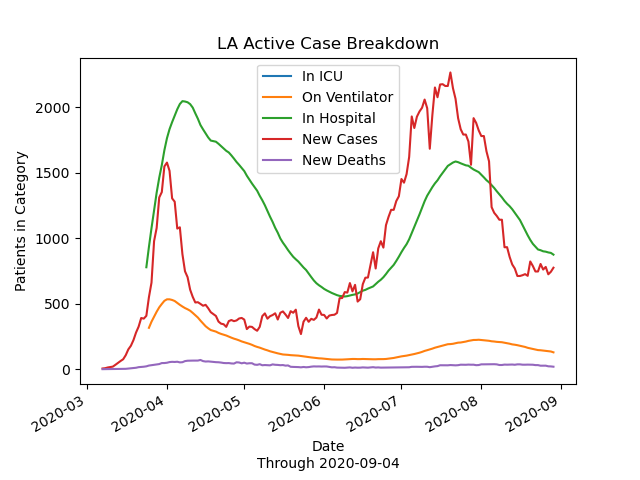 LA Active Case Breakdown
In ICU
On Ventilator
In Hospital
New Cases
New Deaths
Patients in Category
2000
1500
1000
500
0
2020-03
2020-04
2020-05
2020-06
2020-07
2020-08
2020-09
Date
Through 2020-09-04